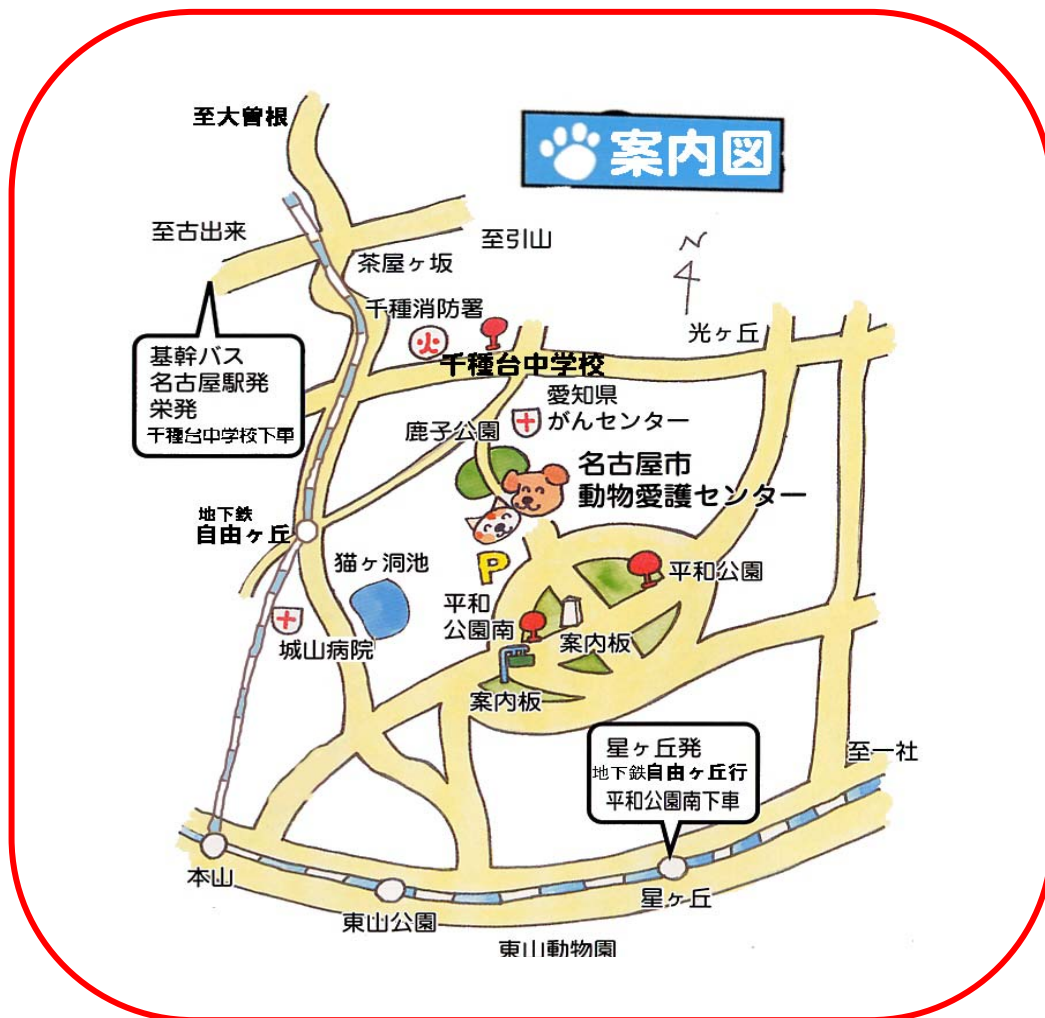 至大曽根
案内図
至古出来
至引山
N
茶屋ヶ坂
千種消防署
火
光ヶ丘
基幹バス
名古屋駅発
栄発
千種台中学校下車
千種台中学校
愛知県
がんセンター
鹿子公園
名古屋市
動物愛護センター
地下鉄
自由ヶ丘
猫ヶ洞池
P
平和公園
平和
公園南
案内板
城山病院
案内板
星ヶ丘発
地下鉄自由ヶ丘行
平和公園南下車
至一社
本山
東山公園
星ヶ丘
東山動物園